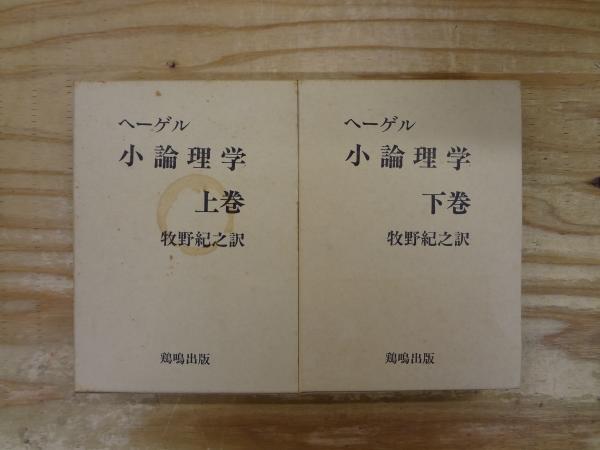 ヘーゲル
小論理学
上巻
牧野紀之訳
鶏鳴出版
ヘーゲル
小論理学
下巻
牧野紀之訳
鶏鳴出版